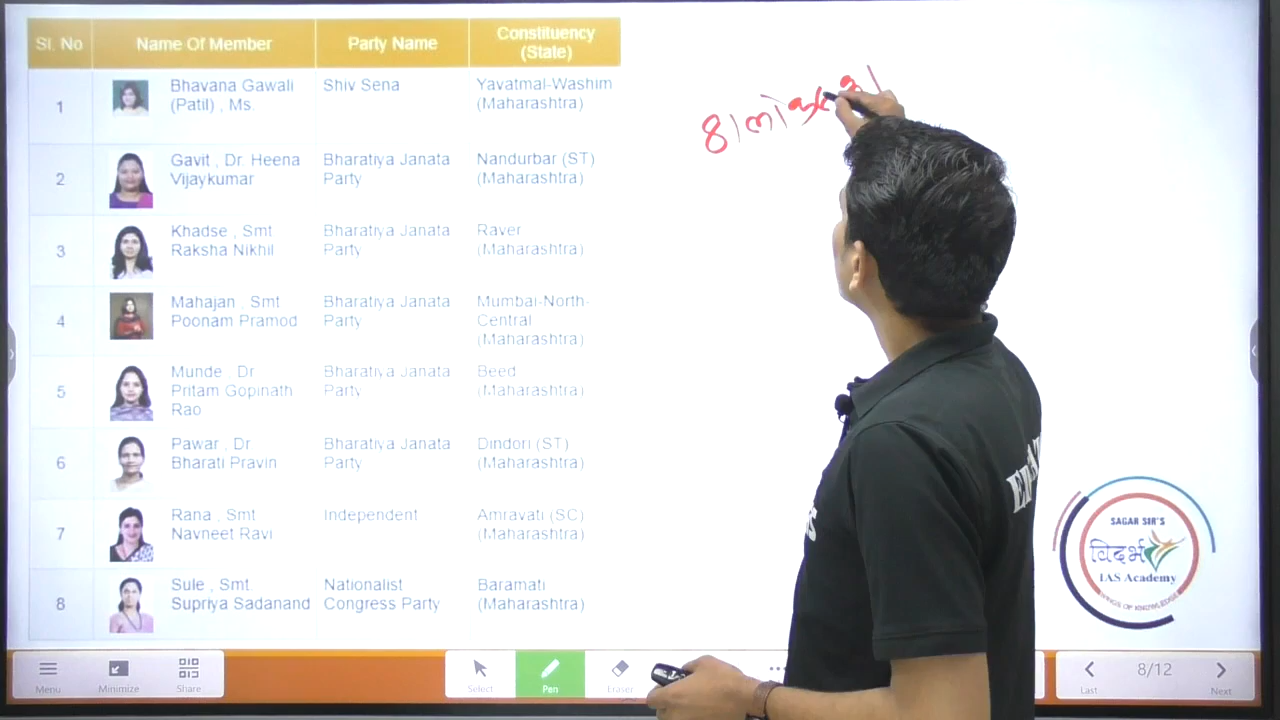 Sl. No Name Of Member Party Name Constituency
(State)
1 Bhavana Gawali Shiv Sena Yavatmal-Washim
(Patil) , Ms. (Maharashtra)
2 Gavit , Dr. Heena Bharatiya Janata Nandurbar (ST)
Vijaykumar Party (Maharashtra)
3 Khadse , Smt Bharatiya Janata Raver
Raksha Nikhil Party (Maharashtra)
4 Mahajan , Smt Bharatiya Janata Mumbai-North-
Poonam Pramod Party Central
(Maharashtra)
5 Munde , Dr Bharatiya Janata Beed
Pritam Gopinath Party (Maharashtra)
Rao
6 Pawar , Dr Bharatiya Janata Dindori (ST)
Bharati Pravin Party (Maharashtra)
7 Rana , Smt Independent Amravati (SC)
Navneet Ravi (Maharashtra)
8 Sule , Smt. Nationalist Baramati
Supriya Sadanand Congress Party (Maharashtra)
SAGAR SIR'S
विदर्भ
IAS Academy
WINGS OF KNOWLEDGE
Menu Minimize Share Select Pen Eraser Last 8/12 Next